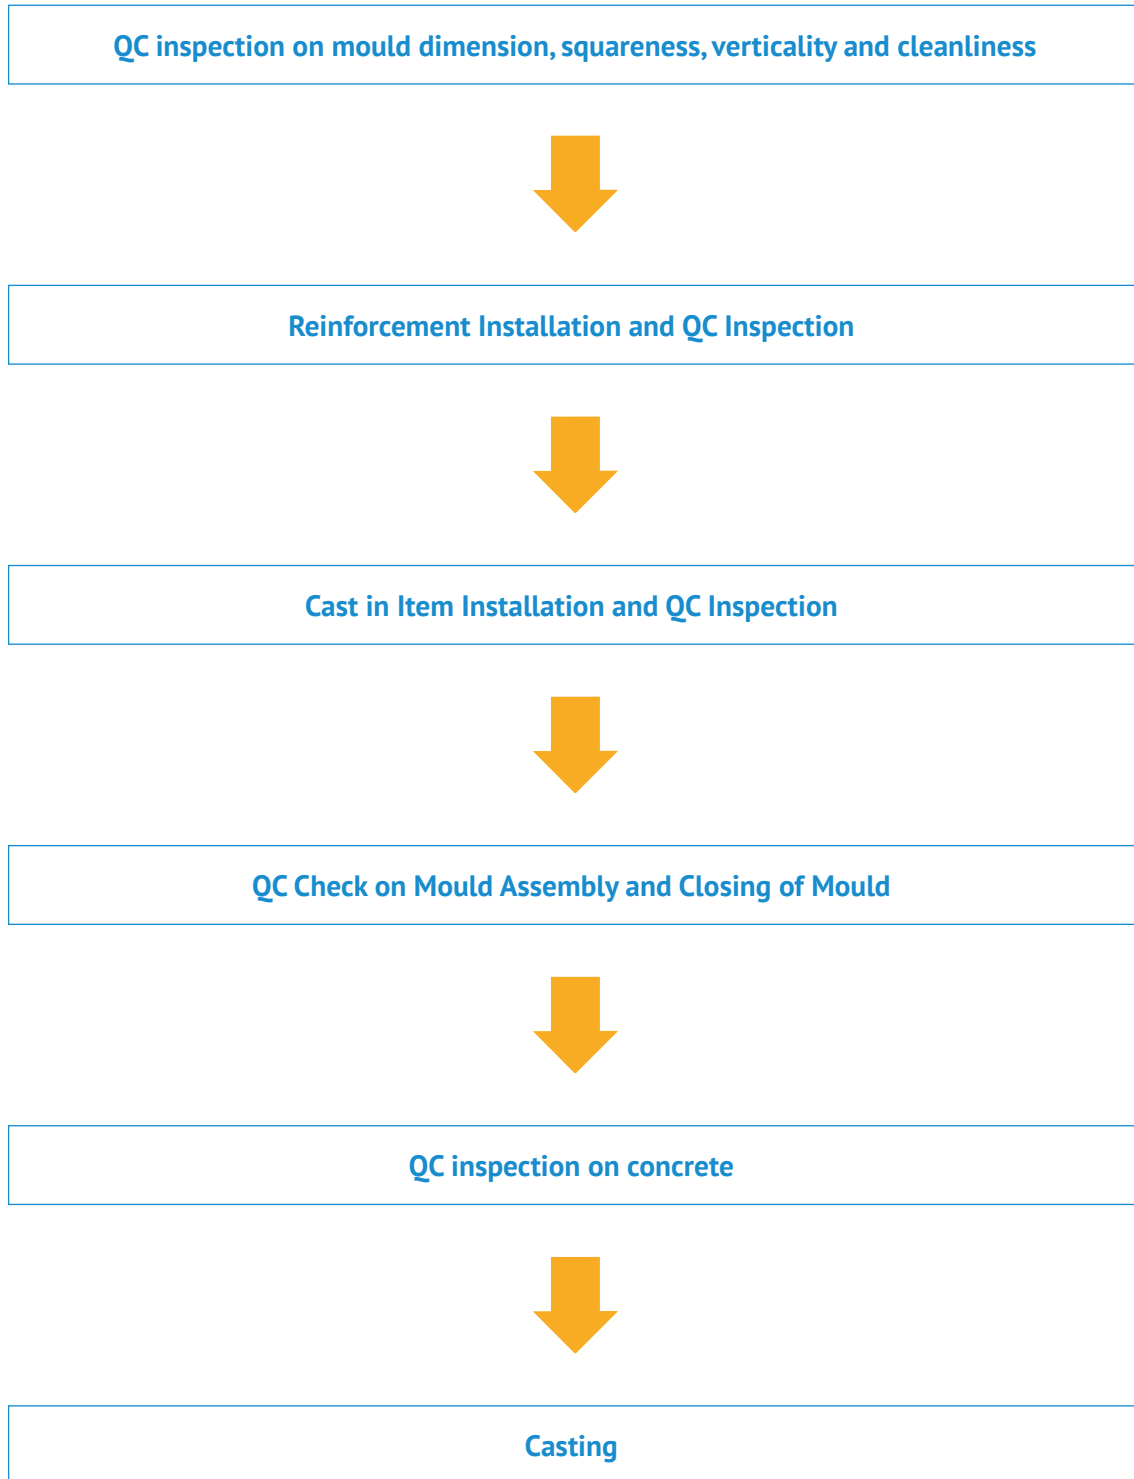 QC inspection on mould dimension, squareness, verticality and cleanliness
Reinforcement Installation and QC Inspection
Cast in Item Installation and QC Inspection
QC Check on Mould Assembly and Closing of Mould
QC inspection on concrete
Casting